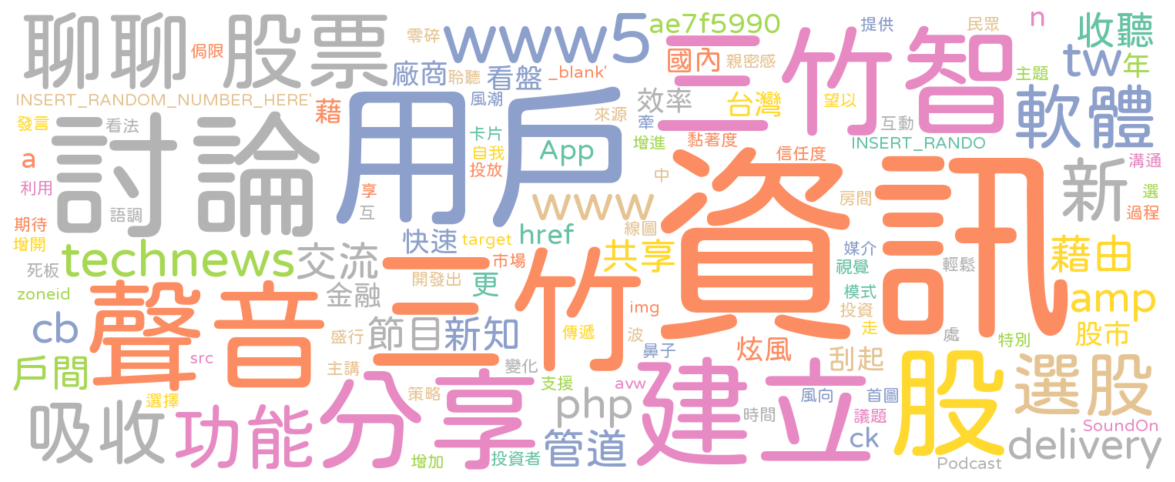 聊聊
侷限
股票
零碎
廠商
聆聽
www5
看盤
風潮
_blank'
ae7f5990
國內
親密感
提供
三竹智
民眾
n
主題
tw
收聽
年
INSERT_RANDOM_NUMBER_HERE'
藉
用戶
效率
來源
台灣
望以
軟體
發言
看法
討論
卡片
自我
投放
App
牽
增進
黏著度
互動
INSERT_RANDO
信任度
a
利用
語調
享
互
www
中
資訊
房間
新
溝通
選
過程
期待
增開
死板
technews
交流
快速
target
href
線圖
共享
市場
媒介
視覺
輕鬆
藉由
zoneid
金融
三竹
開發出
更
模式
投資
amp
cb
聲音
盛行
節目
新知
傳遞
img
波
鼻子
炫風
走
處
特別
股市
戶間
src
主講
變化
刮起
選擇
策略
支援
avw
建立
風向
首圖
股
選股
吸收
功能
分享
php
時間
議題
SoundOn
增加
投資者
管道
ck
Podcast
delivery